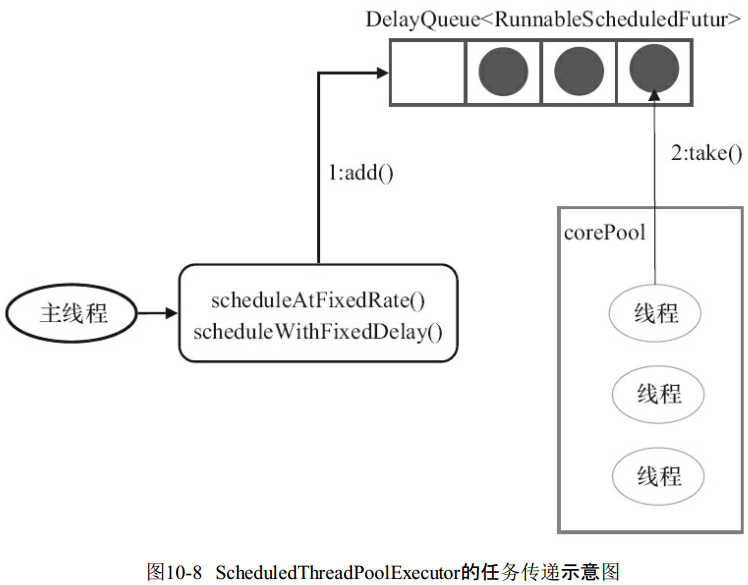 DelayQueue<RunnableScheduledFutur>
1:add()
2:take()
corePool
主线程
scheduleAtFixedRate()
scheduleWithFixedDelay()
线程
线程
线程
图10-8 ScheduledThreadPoolExecutor的任务传递示意图